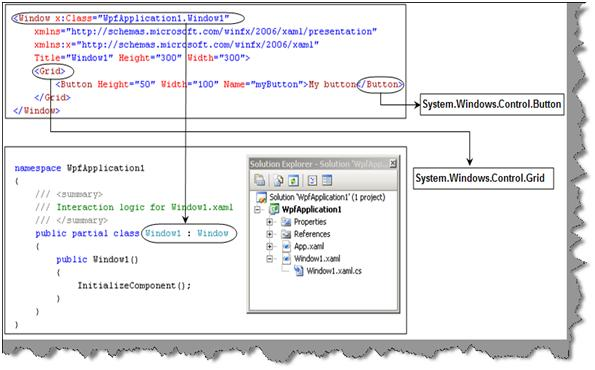 <Window x:Class="WpfApplication1.Window1"
xmlns="http://schemas.microsoft.com/winfx/2006/xaml/presentation"
xmlns:x="http://schemas.microsoft.com/winfx/2006/xaml"
Title="Window1" Height="300" Width="300">
<Grid>
<Button Height="50" Width="100" Name="myButton">My button</Button>
</Grid>
</Window>
System.Windows.Control.Button
System.Windows.Control.Grid
namespace WpfApplication1
{
/// <summary>
/// Interaction logic for Window1.xaml
/// </summary>
public partial class Window1 : Window
{
public Window1()
{
InitializeComponent();
}
}
}
Solution Explorer - Solution 'WpfAp...
Solution 'WpfApplication1' (1 project)
WpfApplication1
Properties
References
App.xaml
Window1.xaml
Window1.xaml.cs